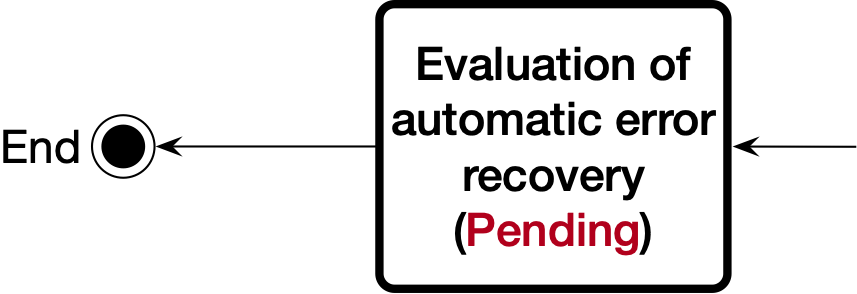 End
Evaluation of
automatic error
recovery
(Pending)